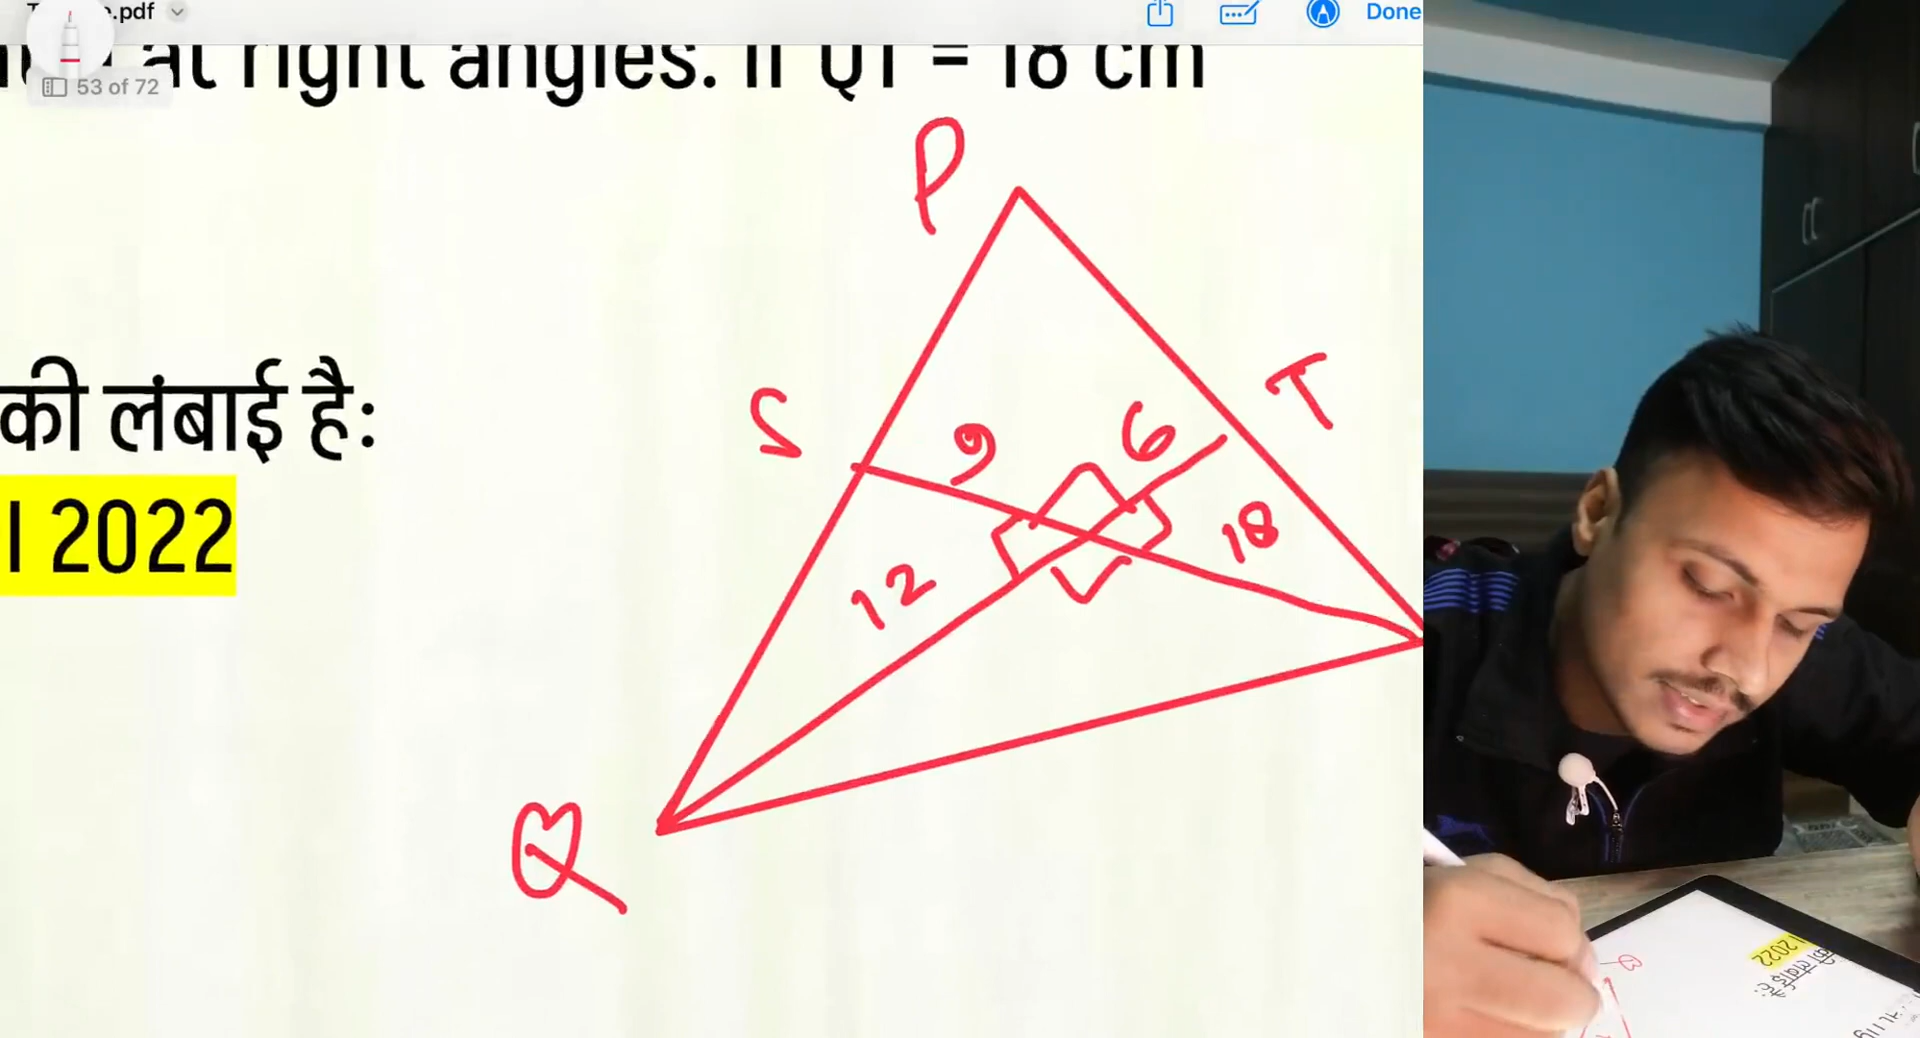 .pdf
Done
53 of 72
at right angles. If QT = 18 cm
P
T
S
9
6
की लंबाई है:
18
I 2022
12
Q
I 2022
की लंबाई है: